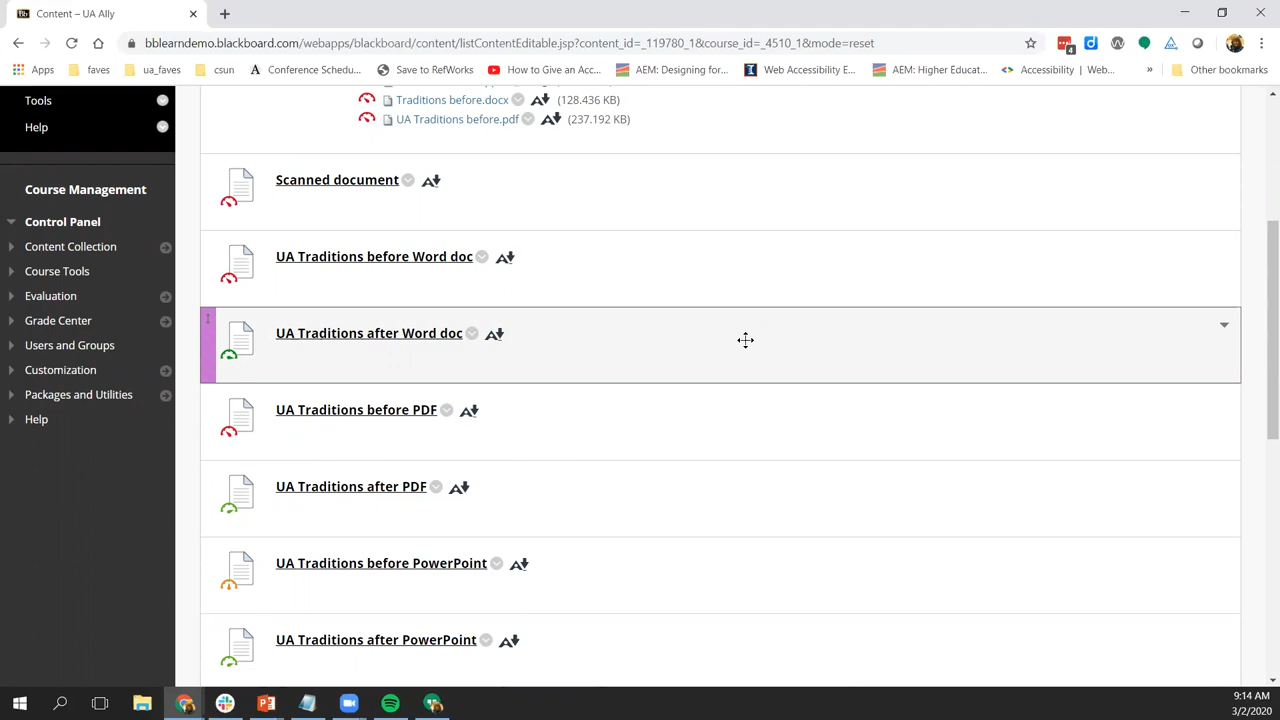 Bb
Content – UA Ally
bblearndemo.blackboard.com/webapps/blackboard/content/listContentEditable.jsp?content_id=_119780_1&course_id=_4510_1&mode=reset
4
Apps
faves
ua_faves
csun
A Conference Schedu...
Save to RefWorks
How to Give an Acc...
AEM: Designing for...
Web Accessibility E...
AEM: Higher Educat...
Accessibility | Web...
»
Other bookmarks
Tools
Help
Course Management
Control Panel
Content Collection
Course Tools
Evaluation
Grade Center
Users and Groups
Customization
Packages and Utilities
Help
Traditions before.docx A (128.436 KB)
UA Traditions before.pdf A (237.192 KB)
Scanned document A
UA Traditions before Word doc A
UA Traditions after Word doc A
UA Traditions before PDF A
UA Traditions after PDF A
UA Traditions before PowerPoint A
UA Traditions after PowerPoint A
9:14 AM
3/2/2020